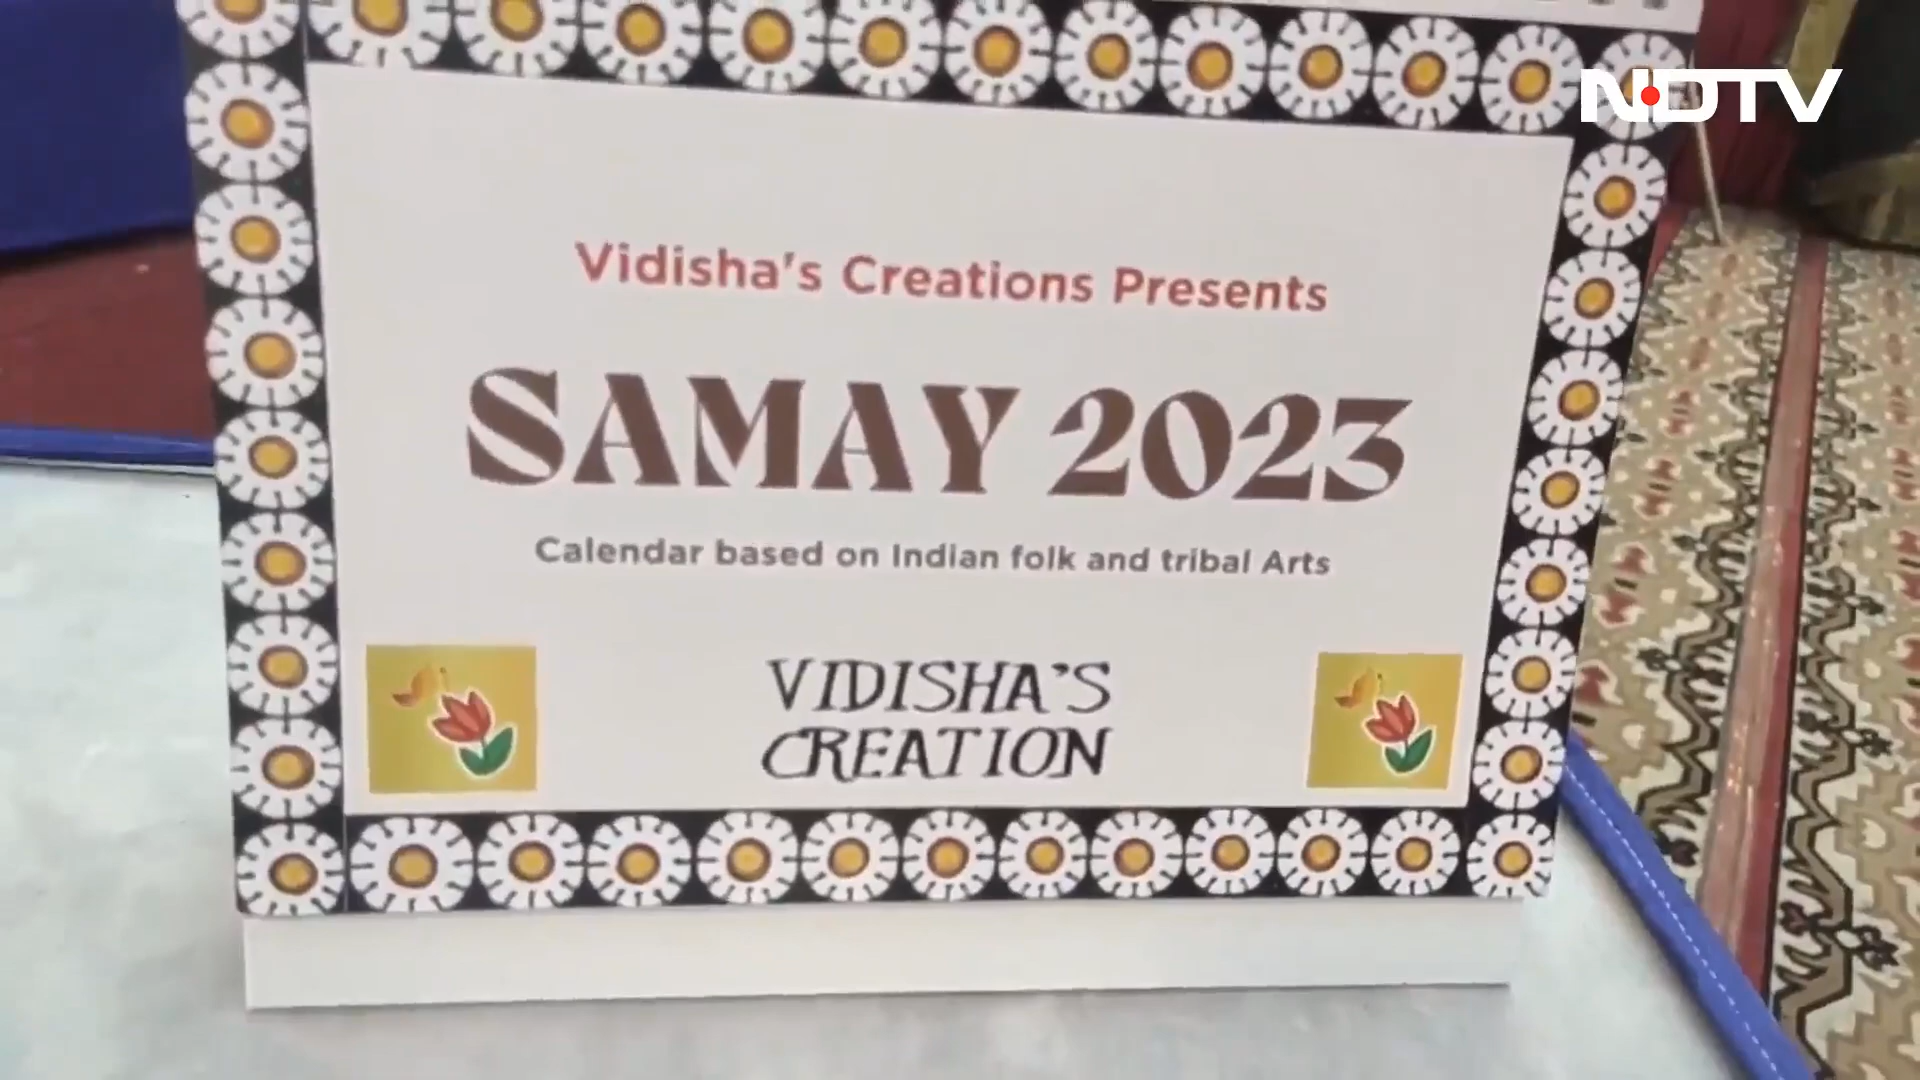 NDTV
Vidisha's Creations Presents
SAMAY 2023
Calendar based on Indian folk and tribal Arts
VIDISHA'S
CREATION